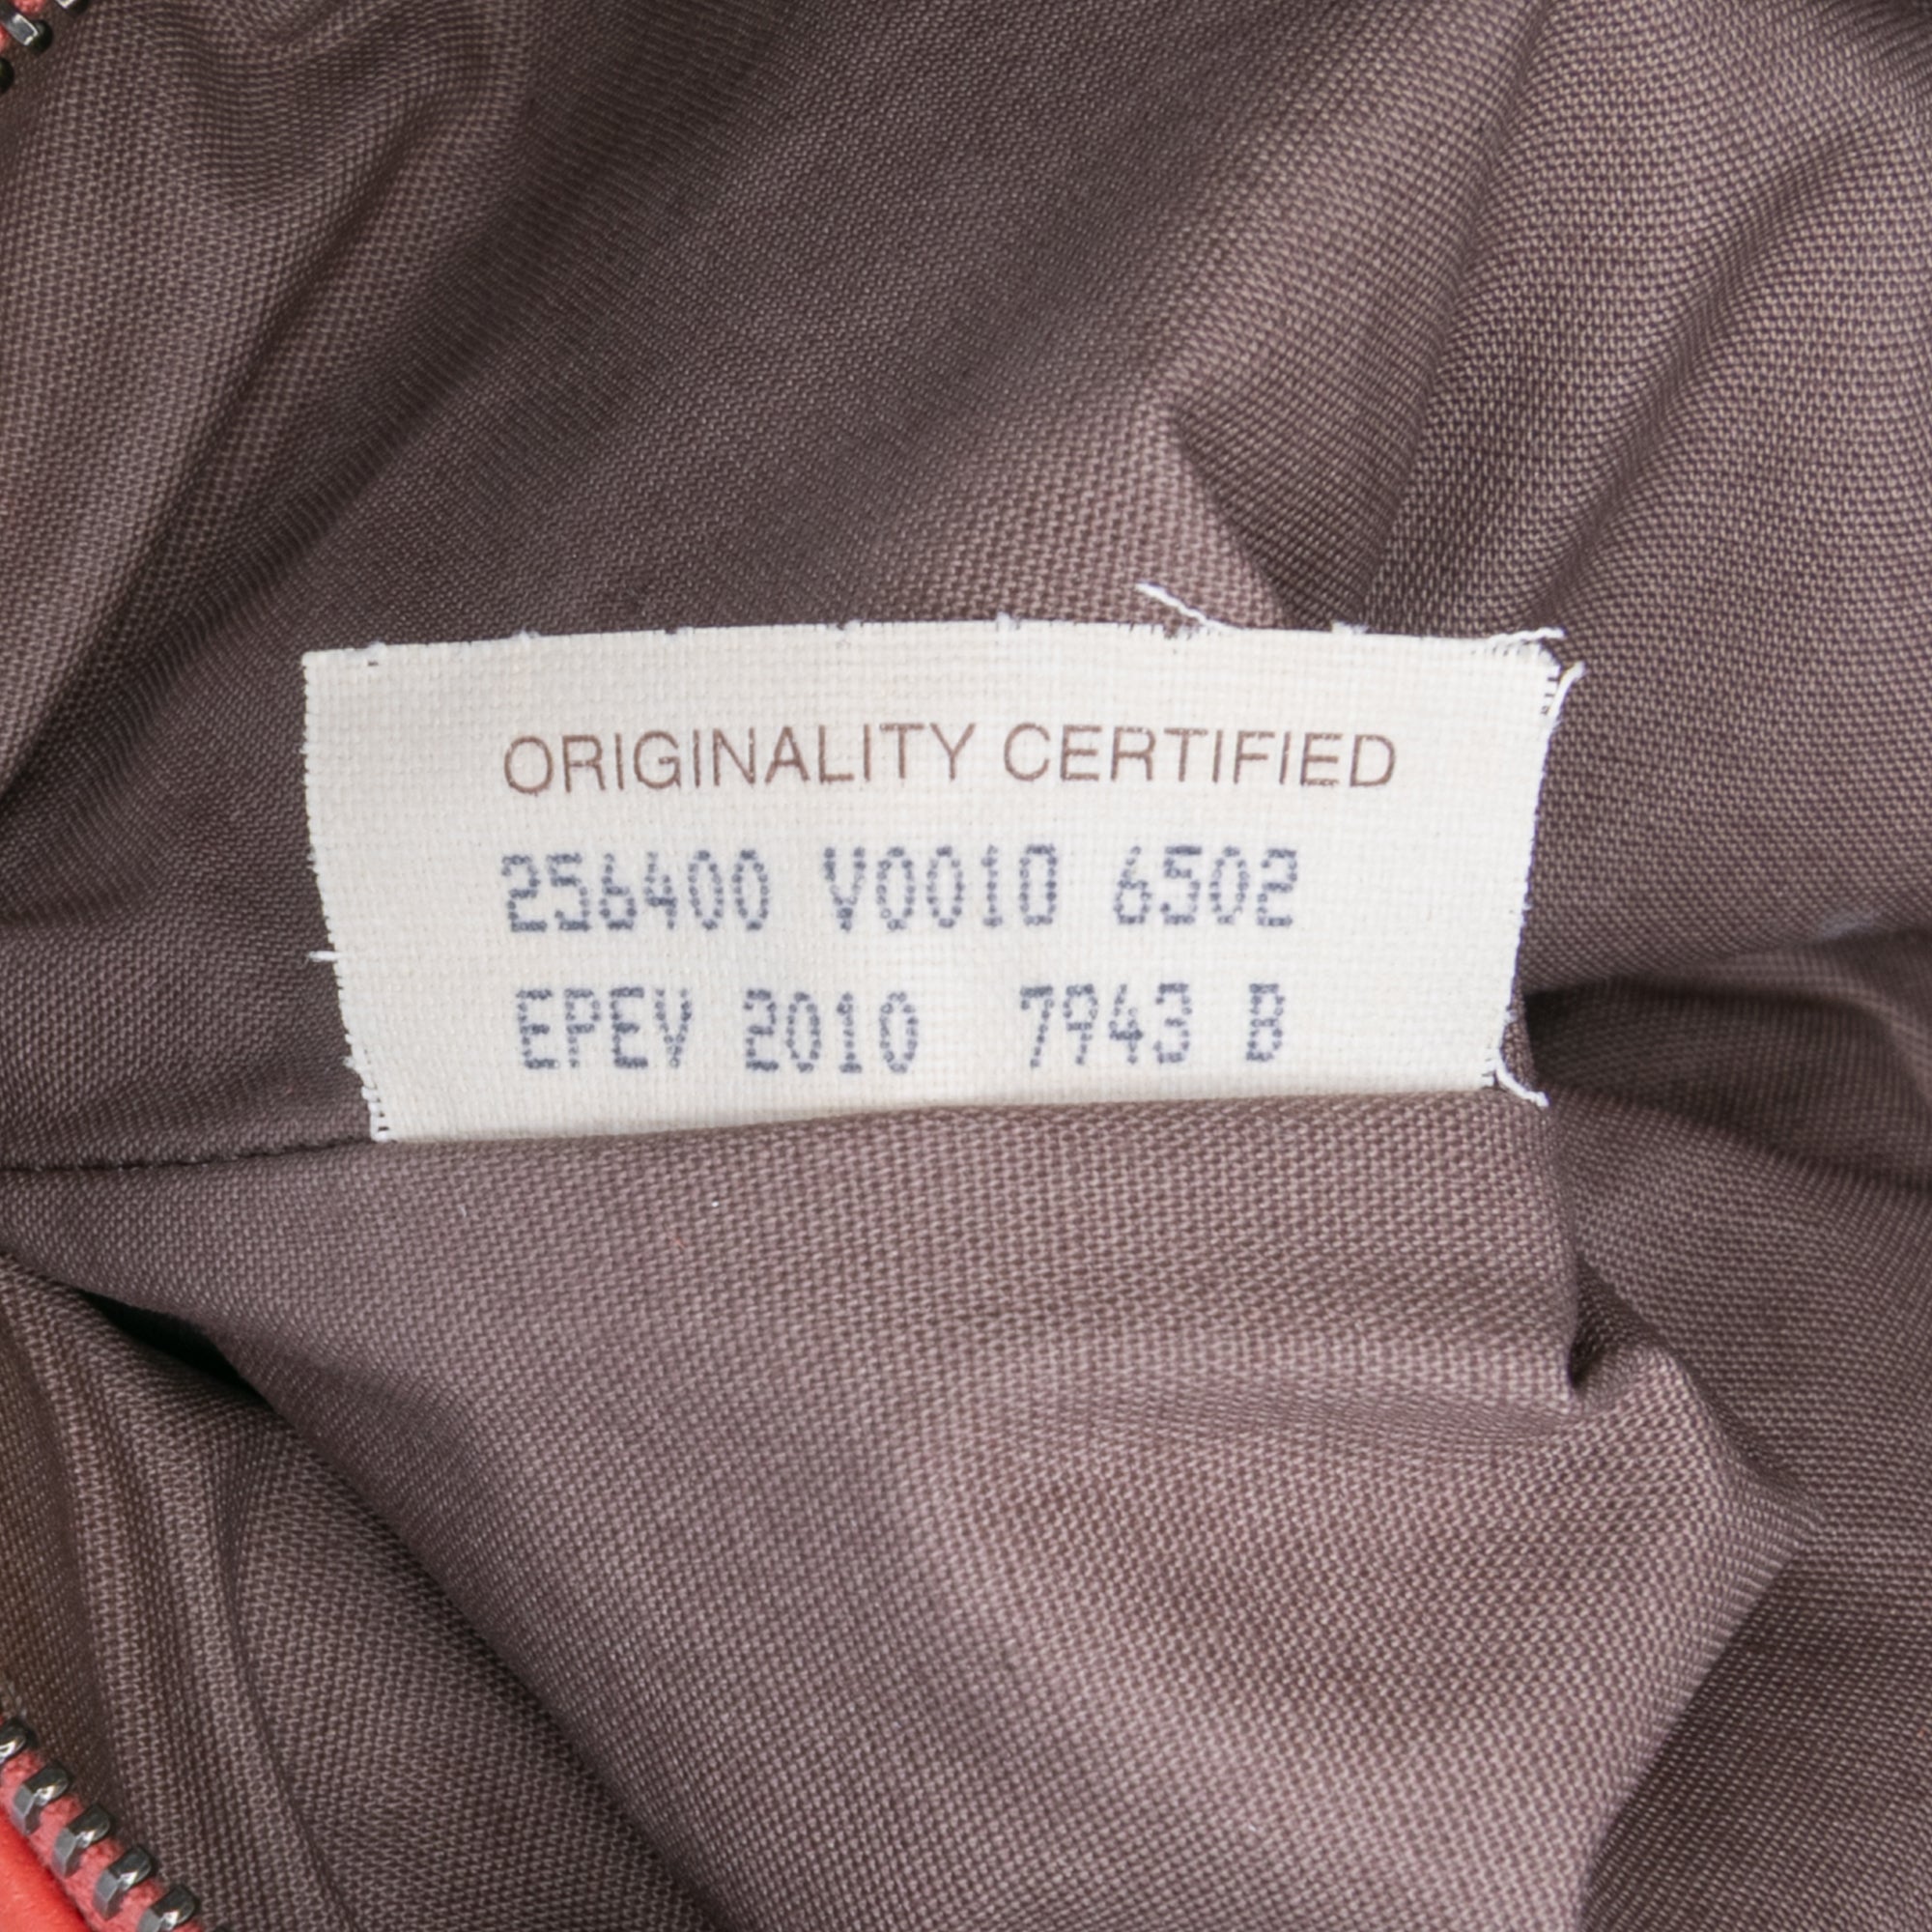 ORIGINALITY CERTIFIED
256400 V0010 6502
EPEV 2010 7943 B